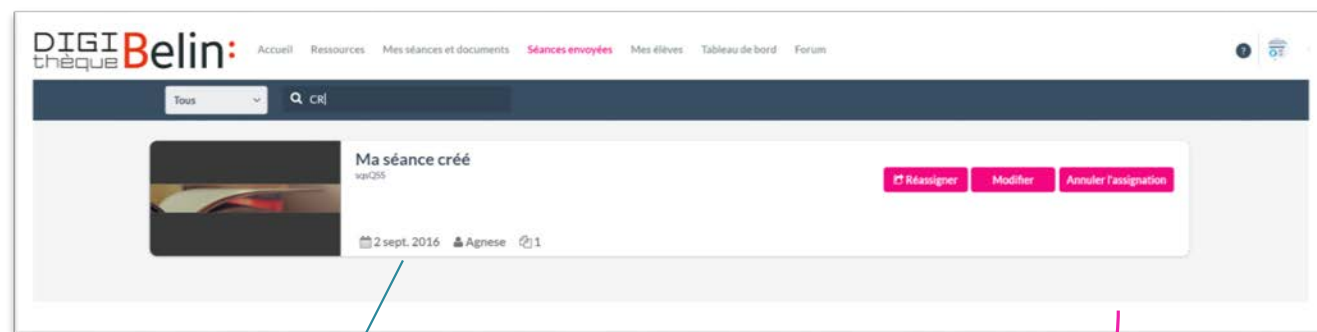 DIGI thèque Belin:
Accueil Ressources Mes séances et documents Séances envoyées Mes élèves Tableau de bord Forum ?
Tous CR
Ma séance créé
Réassigner Modifier Annuler l'assignation
2 sept. 2016 Agnese 1